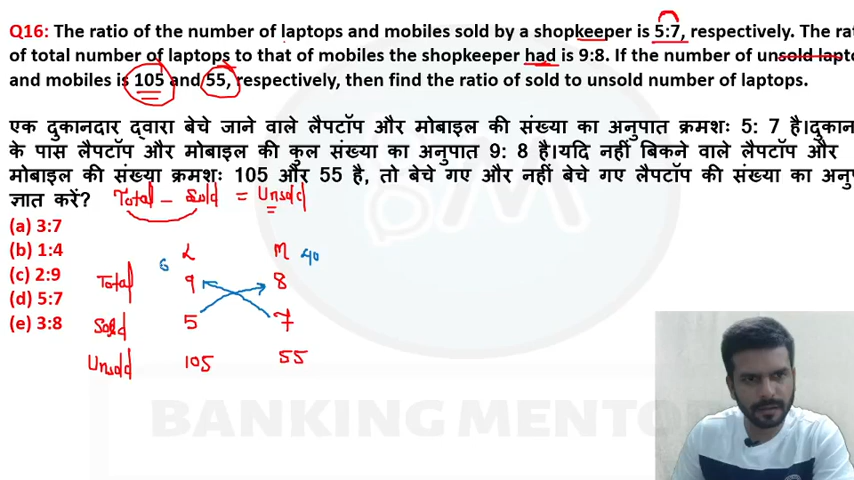 Q16: The ratio of the number of laptops and mobiles sold by a shopkeeper is 5:7, respectively. The
of total number of laptops to that of mobiles the shopkeeper had is 9:8. If the number of unsold
and mobiles is 105 and 55, respectively, then find the ratio of sold to unsold number of laptops.
एक दुकानदार द्वारा बेचे जाने वाले लैपटॉप और मोबाइल की संख्या का अनुपात क्रमशः 5: 7 है।
के पास लैपटॉप और मोबाइल की कुल संख्या का अनुपात 9: 8 है।यदि नहीं बिकने वाले लैपटॉप और
मोबाइल की संख्या क्रमशः 105 और 55 है, तो बेचे गए और नहीं बेचे गए लैपटॉप की संख्या का
ज्ञात करें?
Total - Sold = Unsold
(a) 3:7
(b) 1:4
(c) 2:9
(d) 5:7
(e) 3:8
L M 40
Total 9 8
Sold 5 7
Unsold 105 55
BANKING MENTOR